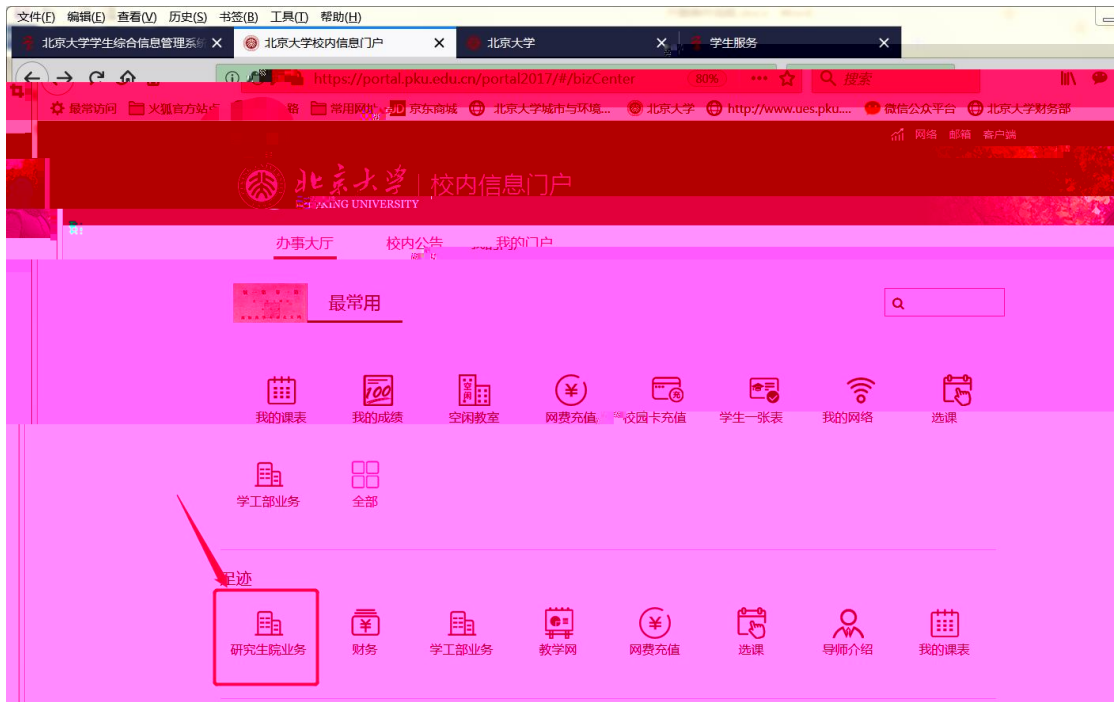 文件(F) 编辑(E) 查看(V) 历史(S) 书签(B) 工具(T) 帮助(H)
北京大学学生综合信息管理系统 北京大学校内信息门户 北京大学 学生服务
https://portal.pku.edu.cn/portal2017/#/bizCenter 80% 搜索
最常访问 火狐官方站点 常用网址 JD 京东商城 北京大学城市与环境... 北京大学 http://www.ues.pku.... 微信公众平台 北京大学财务部
网络 邮箱 客户端
北京大学 校内信息门户
PEKING UNIVERSITY
办事大厅 校内公告 我的门户
最常用
我的课表 我的成绩 空闲教室 网费充值 校园卡充值 学生一张表 我的网络 选课
学工部业务 全部
足迹
研究生院业务 财务 学工部业务 教学网 网费充值 选课 导师介绍 我的课表